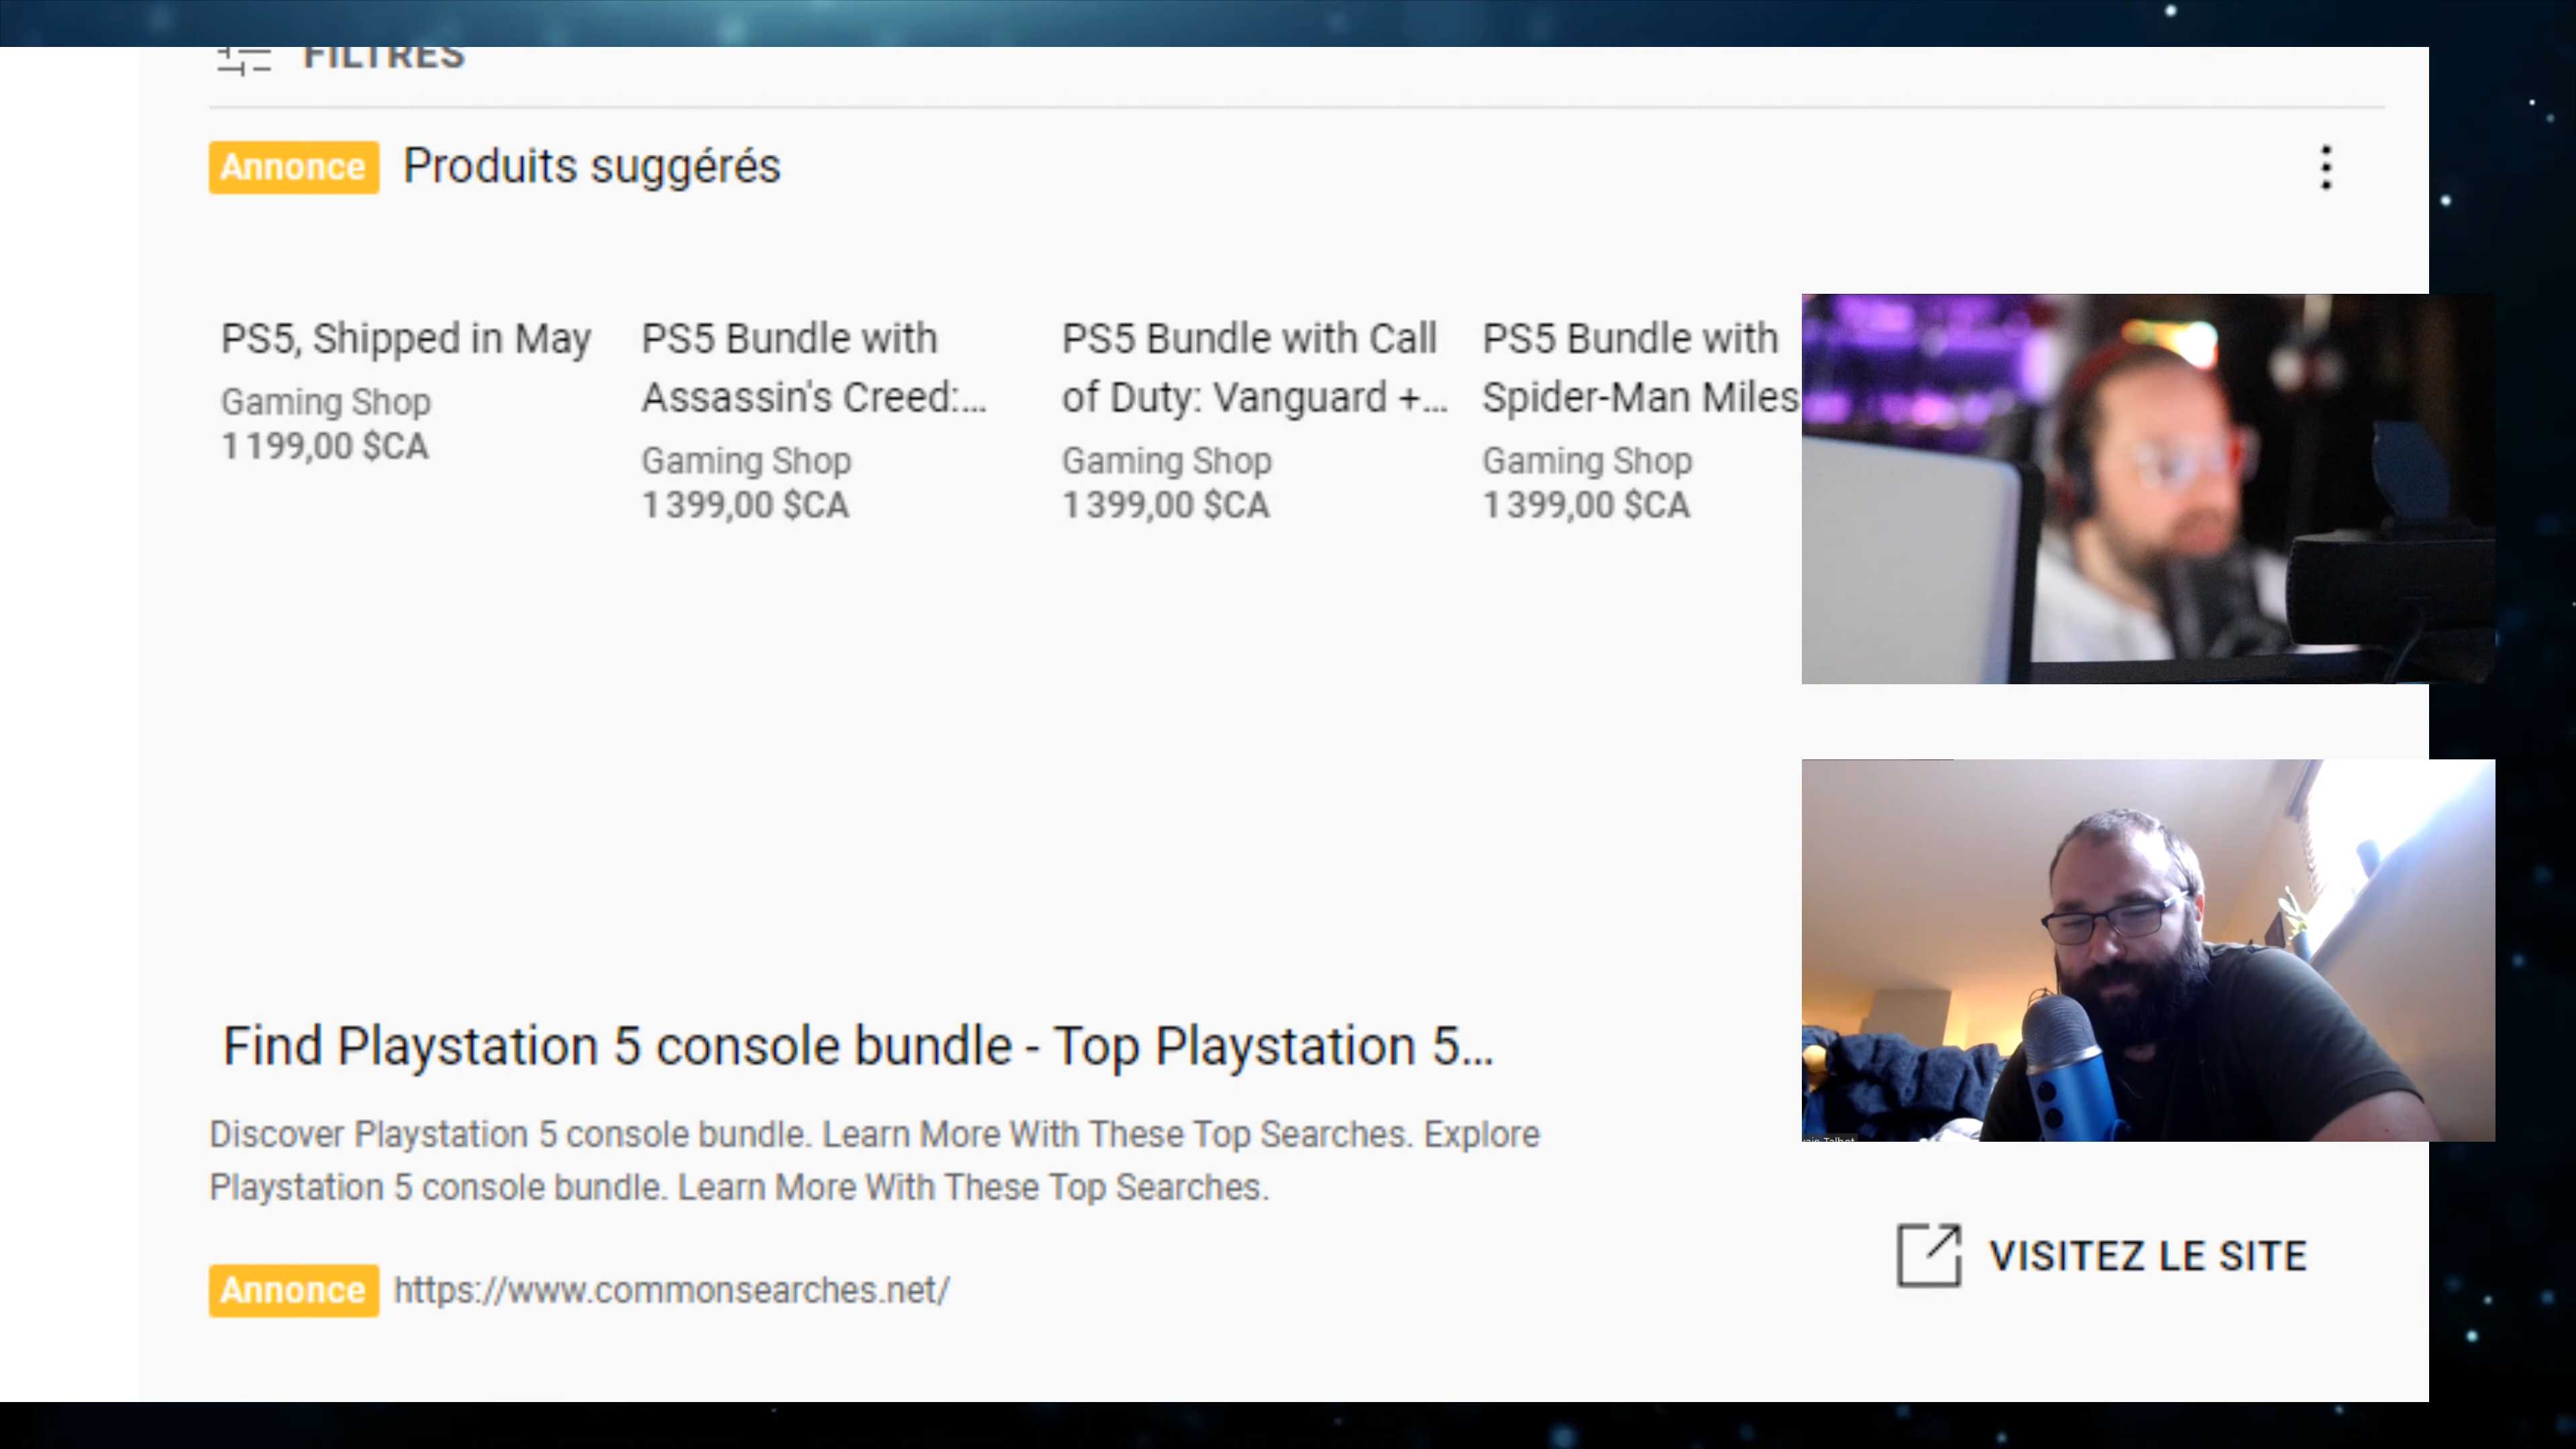 FILTRES
Annonce Produits suggérés
PS5, Shipped in May
Gaming Shop
1 199,00 $CA
PS5 Bundle with
Assassin's Creed:...
Gaming Shop
1 399,00 $CA
PS5 Bundle with Call
of Duty: Vanguard +...
Gaming Shop
1 399,00 $CA
PS5 Bundle with
Spider-Man Miles
Gaming Shop
1 399,00 $CA
Find Playstation 5 console bundle - Top Playstation 5...
Discover Playstation 5 console bundle. Learn More With These Top Searches. Explore
Playstation 5 console bundle. Learn More With These Top Searches.
Annonce https://www.commonsearches.net/
VISITEZ LE SITE
Talbot